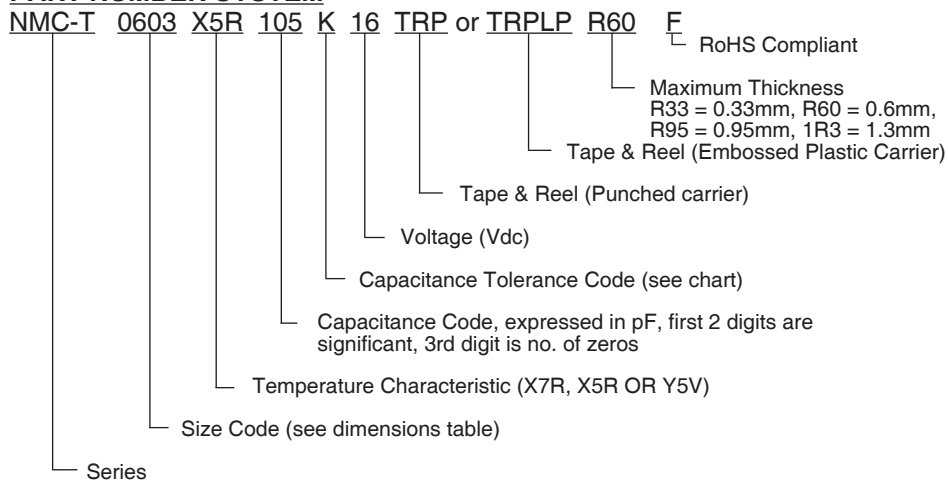 PART NUMBER SYSTEM
NMC-T 0603 X5R 105 K 16 TRP or TRPLP R60 F
RoHS Compliant
Maximum Thickness
R33 = 0.33mm, R60 = 0.6mm,
R95 = 0.95mm, 1R3 = 1.3mm
Tape & Reel (Embossed Plastic Carrier)
Tape & Reel (Punched carrier)
Voltage (Vdc)
Capacitance Tolerance Code (see chart)
Capacitance Code, expressed in pF, first 2 digits are
significant, 3rd digit is no. of zeros
Temperature Characteristic (X7R, X5R OR Y5V)
Size Code (see dimensions table)
Series